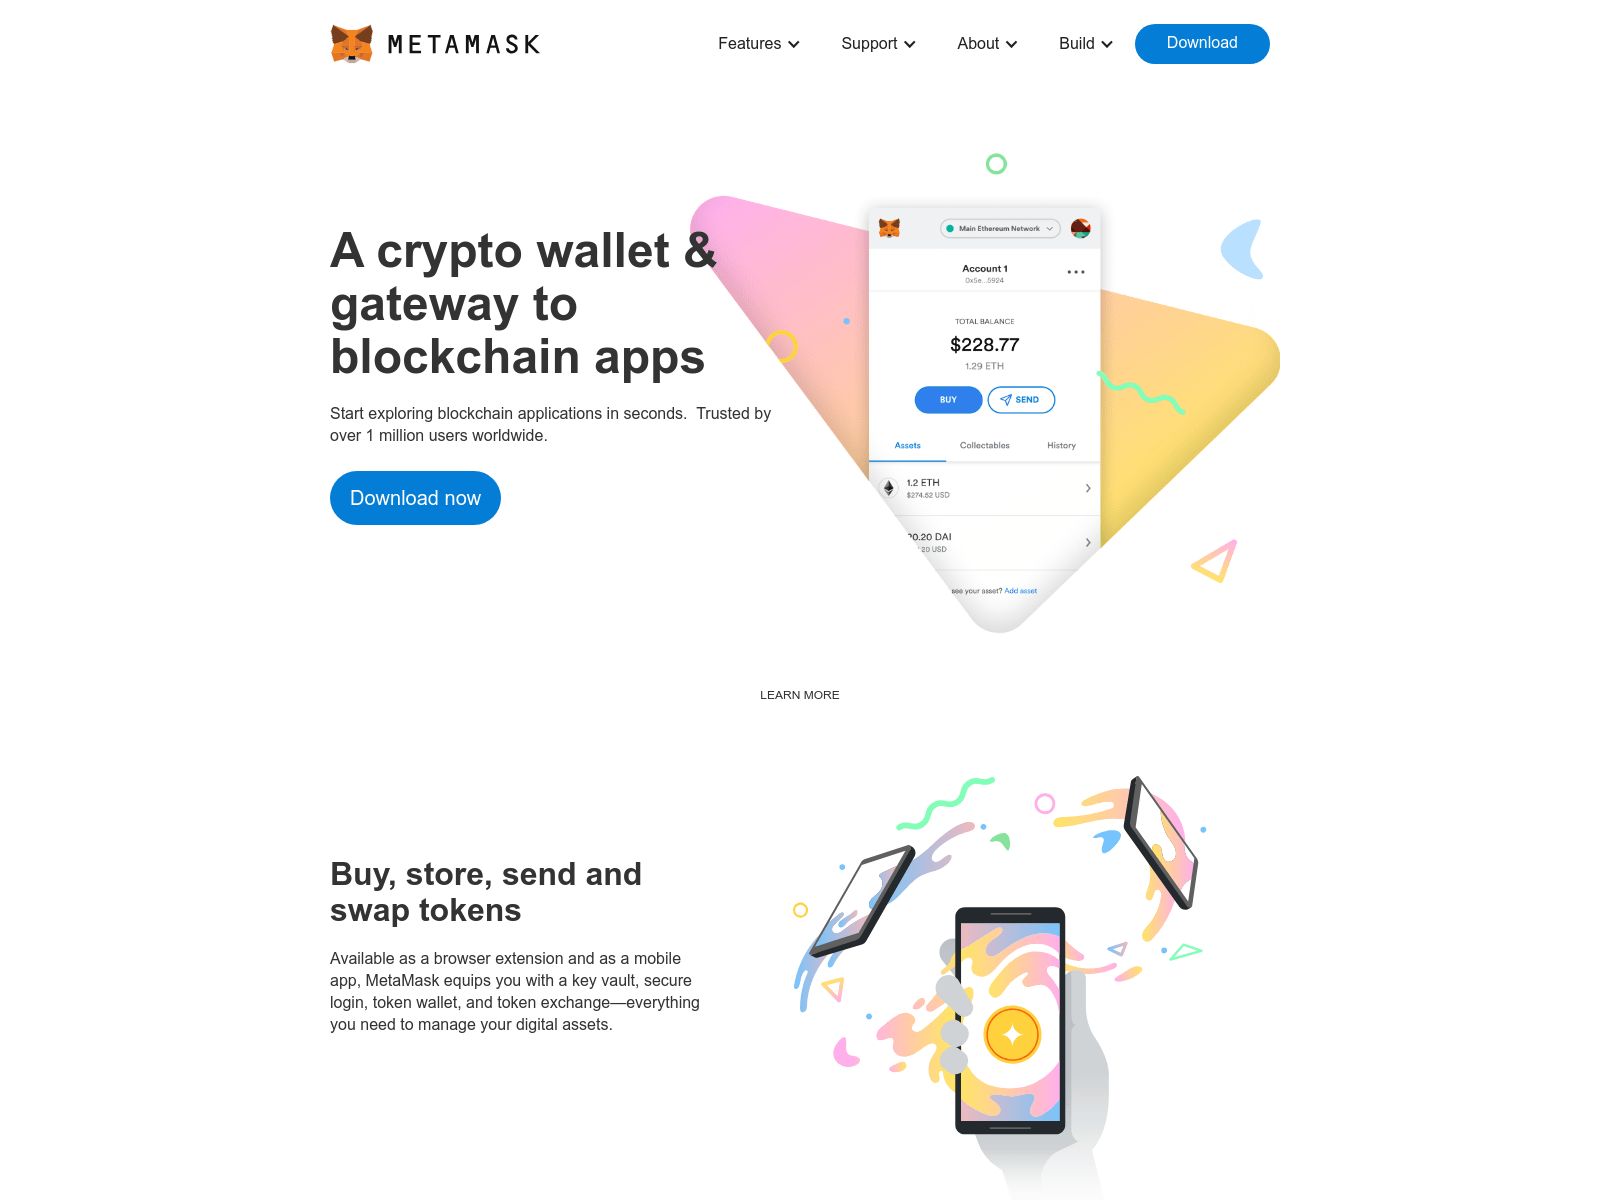 METAMASK
Features
Support
About
Build
Download
A crypto wallet &
gateway to
blockchain apps
Start exploring blockchain applications in seconds.  Trusted by
over 1 million users worldwide.
Download now
Main Ethereum Network
Account 1
0x5e...5924
TOTAL BALANCE
$228.77
1.29 ETH
BUY
SEND
Assets
Collectables
History
1.2 ETH
$274.52 USD
20 DAI
20 USD
see your asset? Add asset
LEARN MORE
Buy, store, send and
swap tokens
Available as a browser extension and as a mobile
app, MetaMask equips you with a key vault, secure
login, token wallet, and token exchange—everything
you need to manage your digital assets.